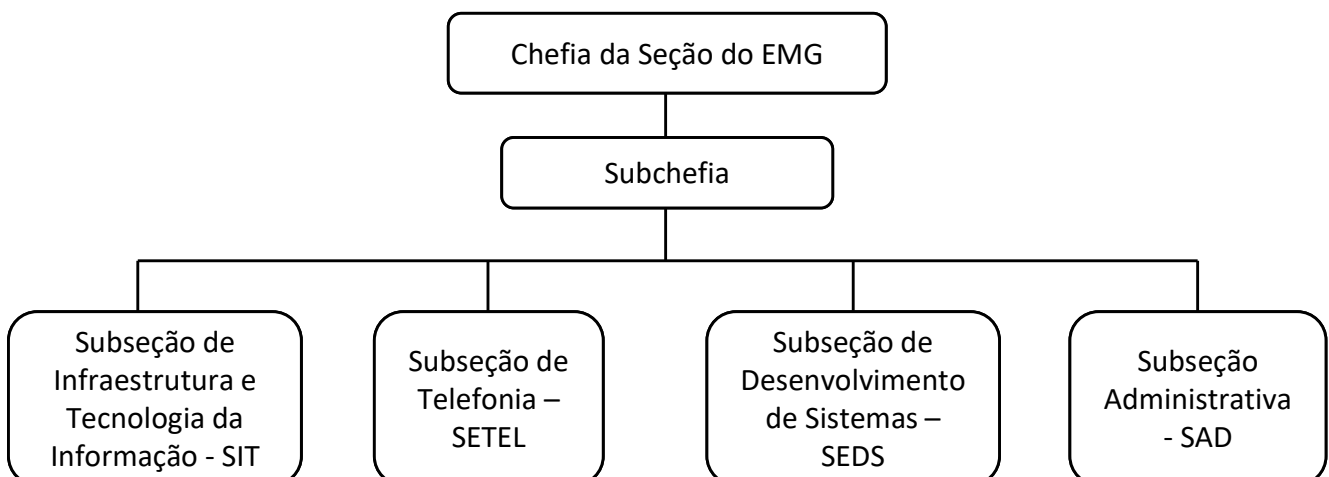 Chefia da Seção do EMG
Subchefia
Subseção de
Infraestrutura e
Tecnologia da
Informação - SIT
Subseção de
Telefonia –
SETEL
Subseção de
Desenvolvimento
de Sistemas –
SEDS
Subseção
Administrativa
- SAD